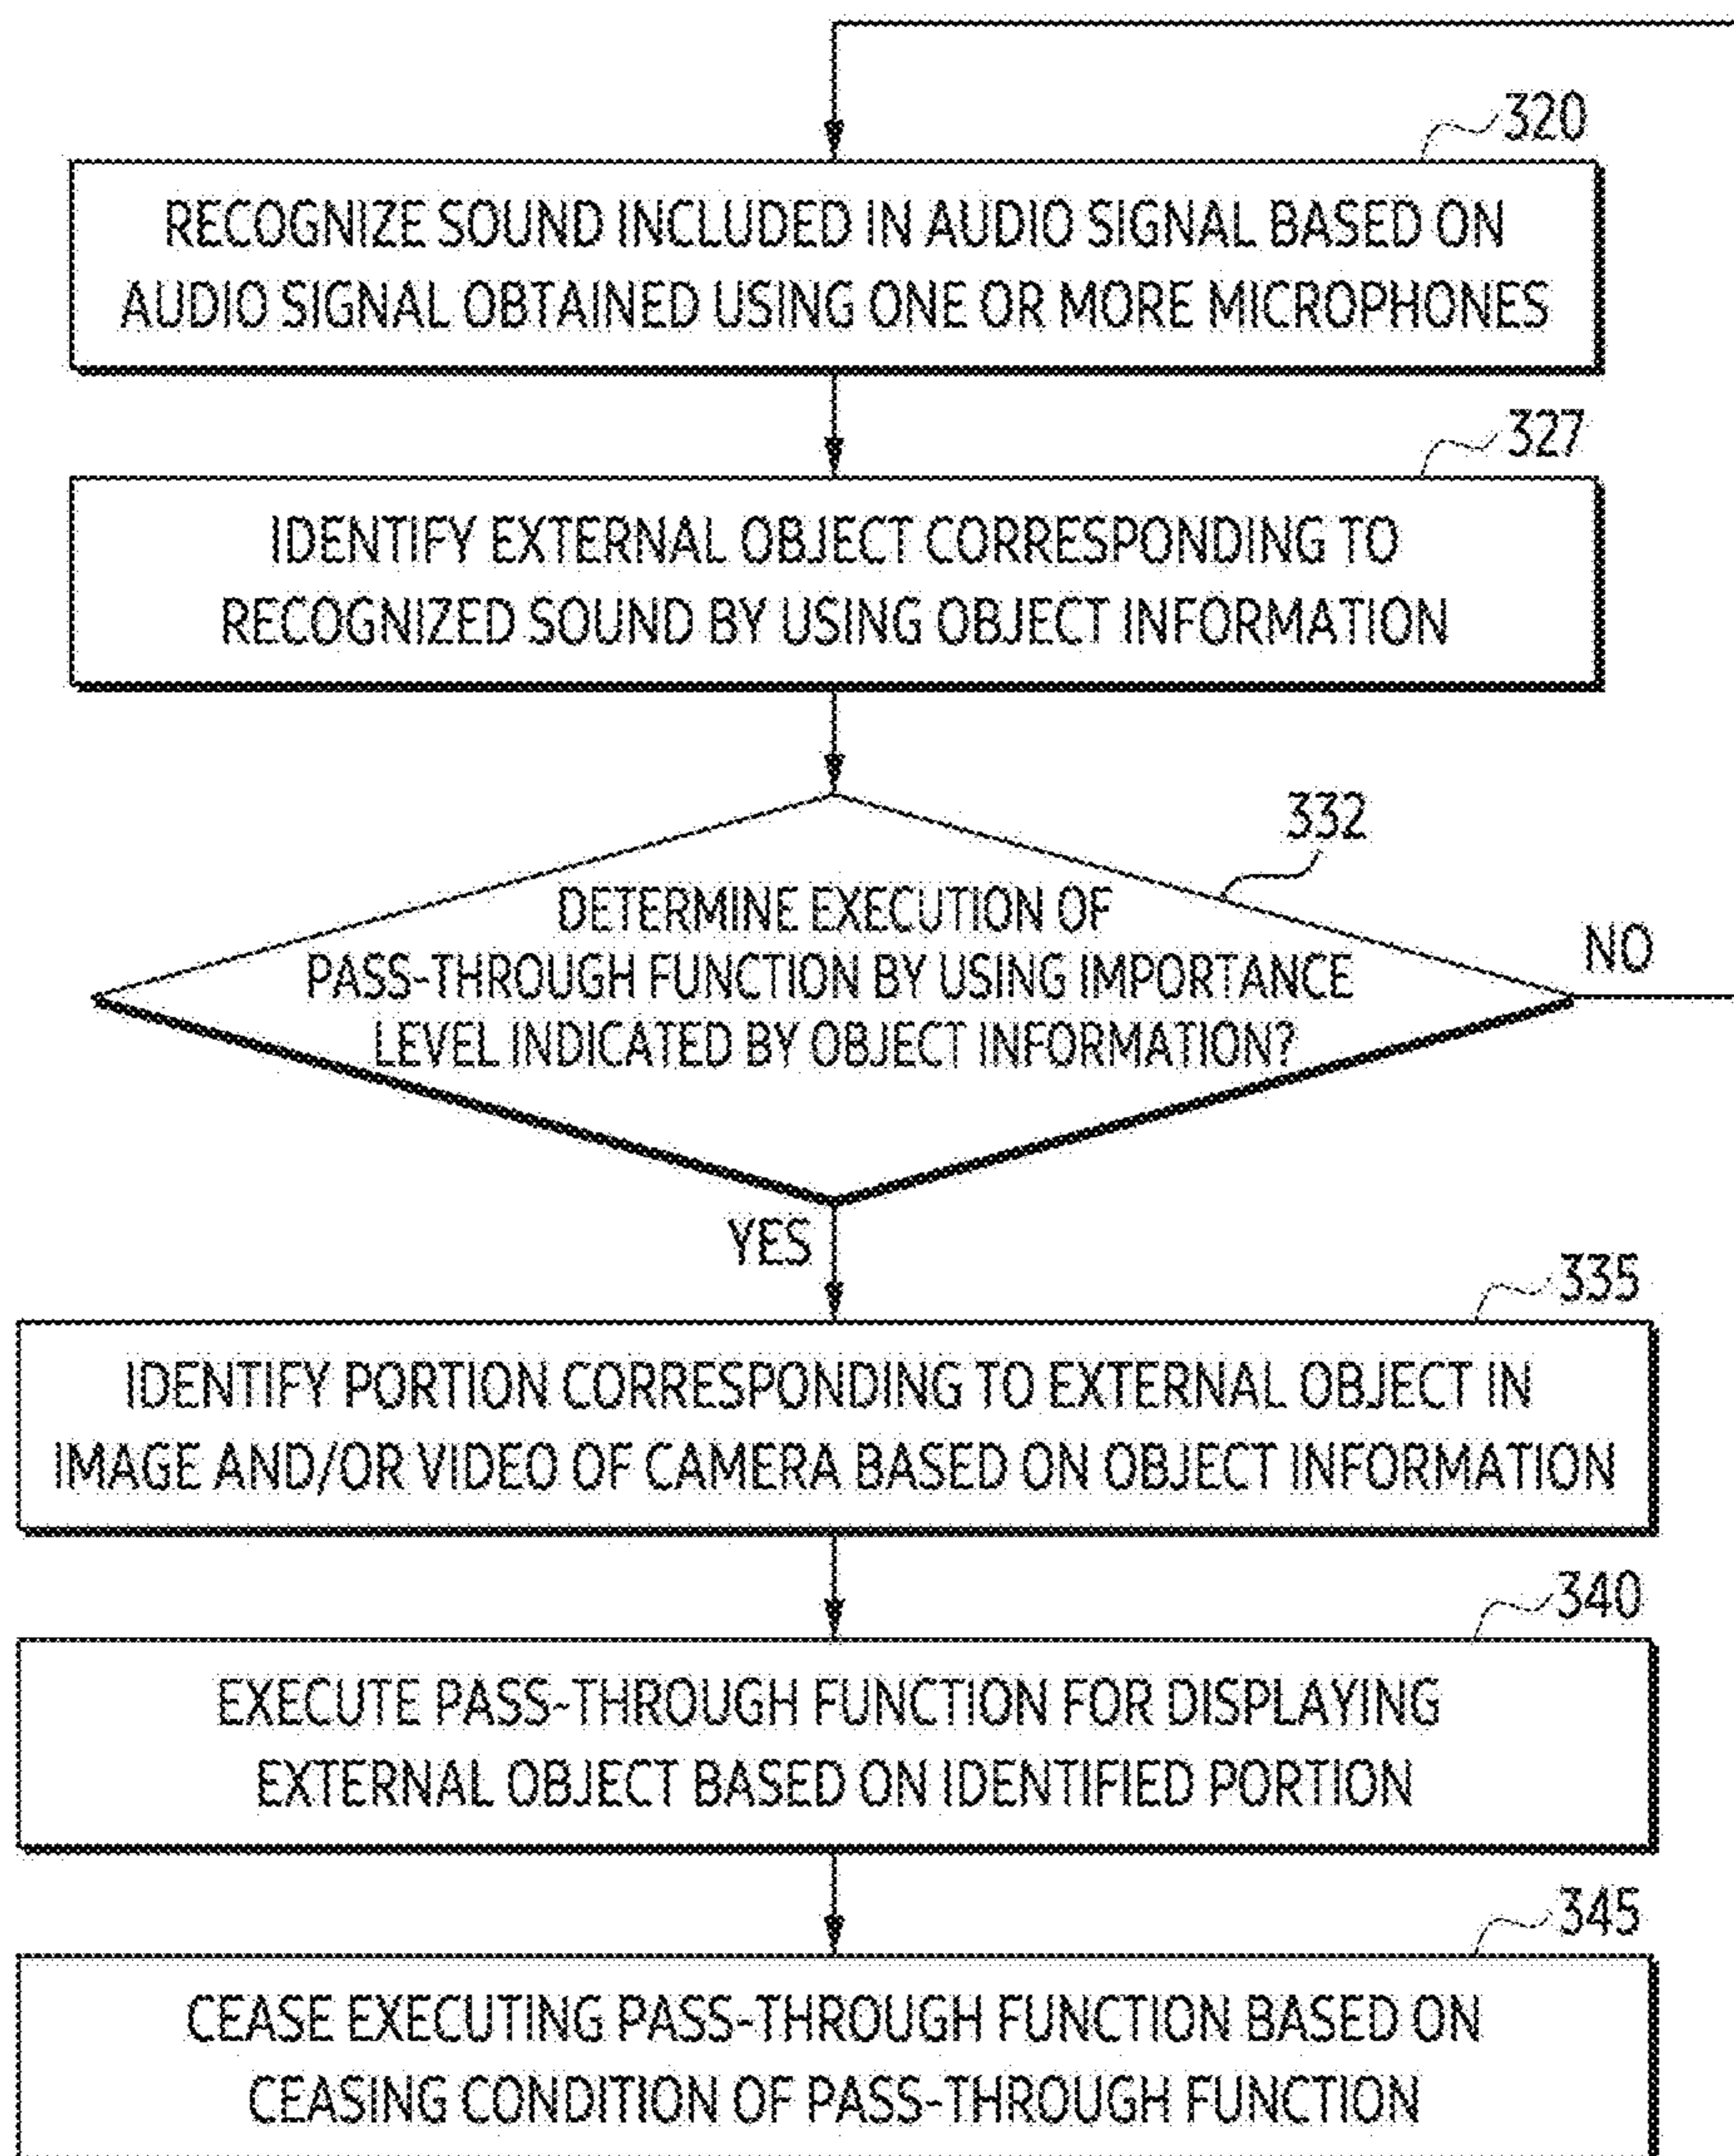 320
RECOGNIZE SOUND INCLUDED IN AUDIO SIGNAL BASED ON
AUDIO SIGNAL OBTAINED USING ONE OR MORE MICROPHONES
327
IDENTIFY EXTERNAL OBJECT CORRESPONDING TO
RECOGNIZED SOUND BY USING OBJECT INFORMATION
332
DETERMINE EXECUTION OF
PASS-THROUGH FUNCTION BY USING IMPORTANCE
LEVEL INDICATED BY OBJECT INFORMATION?
NO
YES
335
IDENTIFY PORTION CORRESPONDING TO EXTERNAL OBJECT IN
IMAGE AND/OR VIDEO OF CAMERA BASED ON OBJECT INFORMATION
340
EXECUTE PASS-THROUGH FUNCTION FOR DISPLAYING
EXTERNAL OBJECT BASED ON IDENTIFIED PORTION
345
CEASE EXECUTING PASS-THROUGH FUNCTION BASED ON
CEASING CONDITION OF PASS-THROUGH FUNCTION